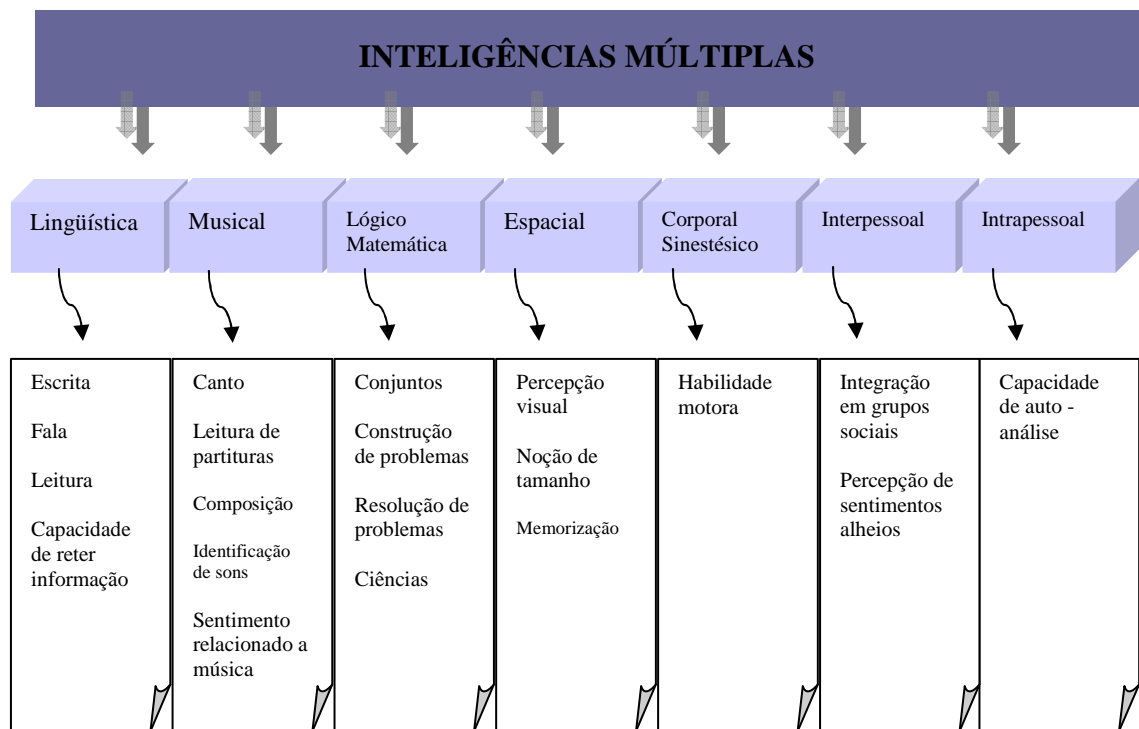 INTELIGÊNCIAS MÚLTIPLAS
Lingüística
Musical
Lógico
Matemática
Espacial
Corporal
Sinestésico
Interpessoal
Intrapessoal
Escrita
Fala
Leitura
Capacidade
de reter
informação
Canto
Leitura de
partituras
Composição
Identificação
de sons
Sentimento
relacionado a
música
Conjuntos
Construção
de problemas
Resolução de
problemas
Ciências
Percepção
visual
Noção de
tamanho
Memorização
Habilidade
motora
Integração
em grupos
sociais
Percepção de
sentimentos
alheios
Capacidade
de auto -
análise